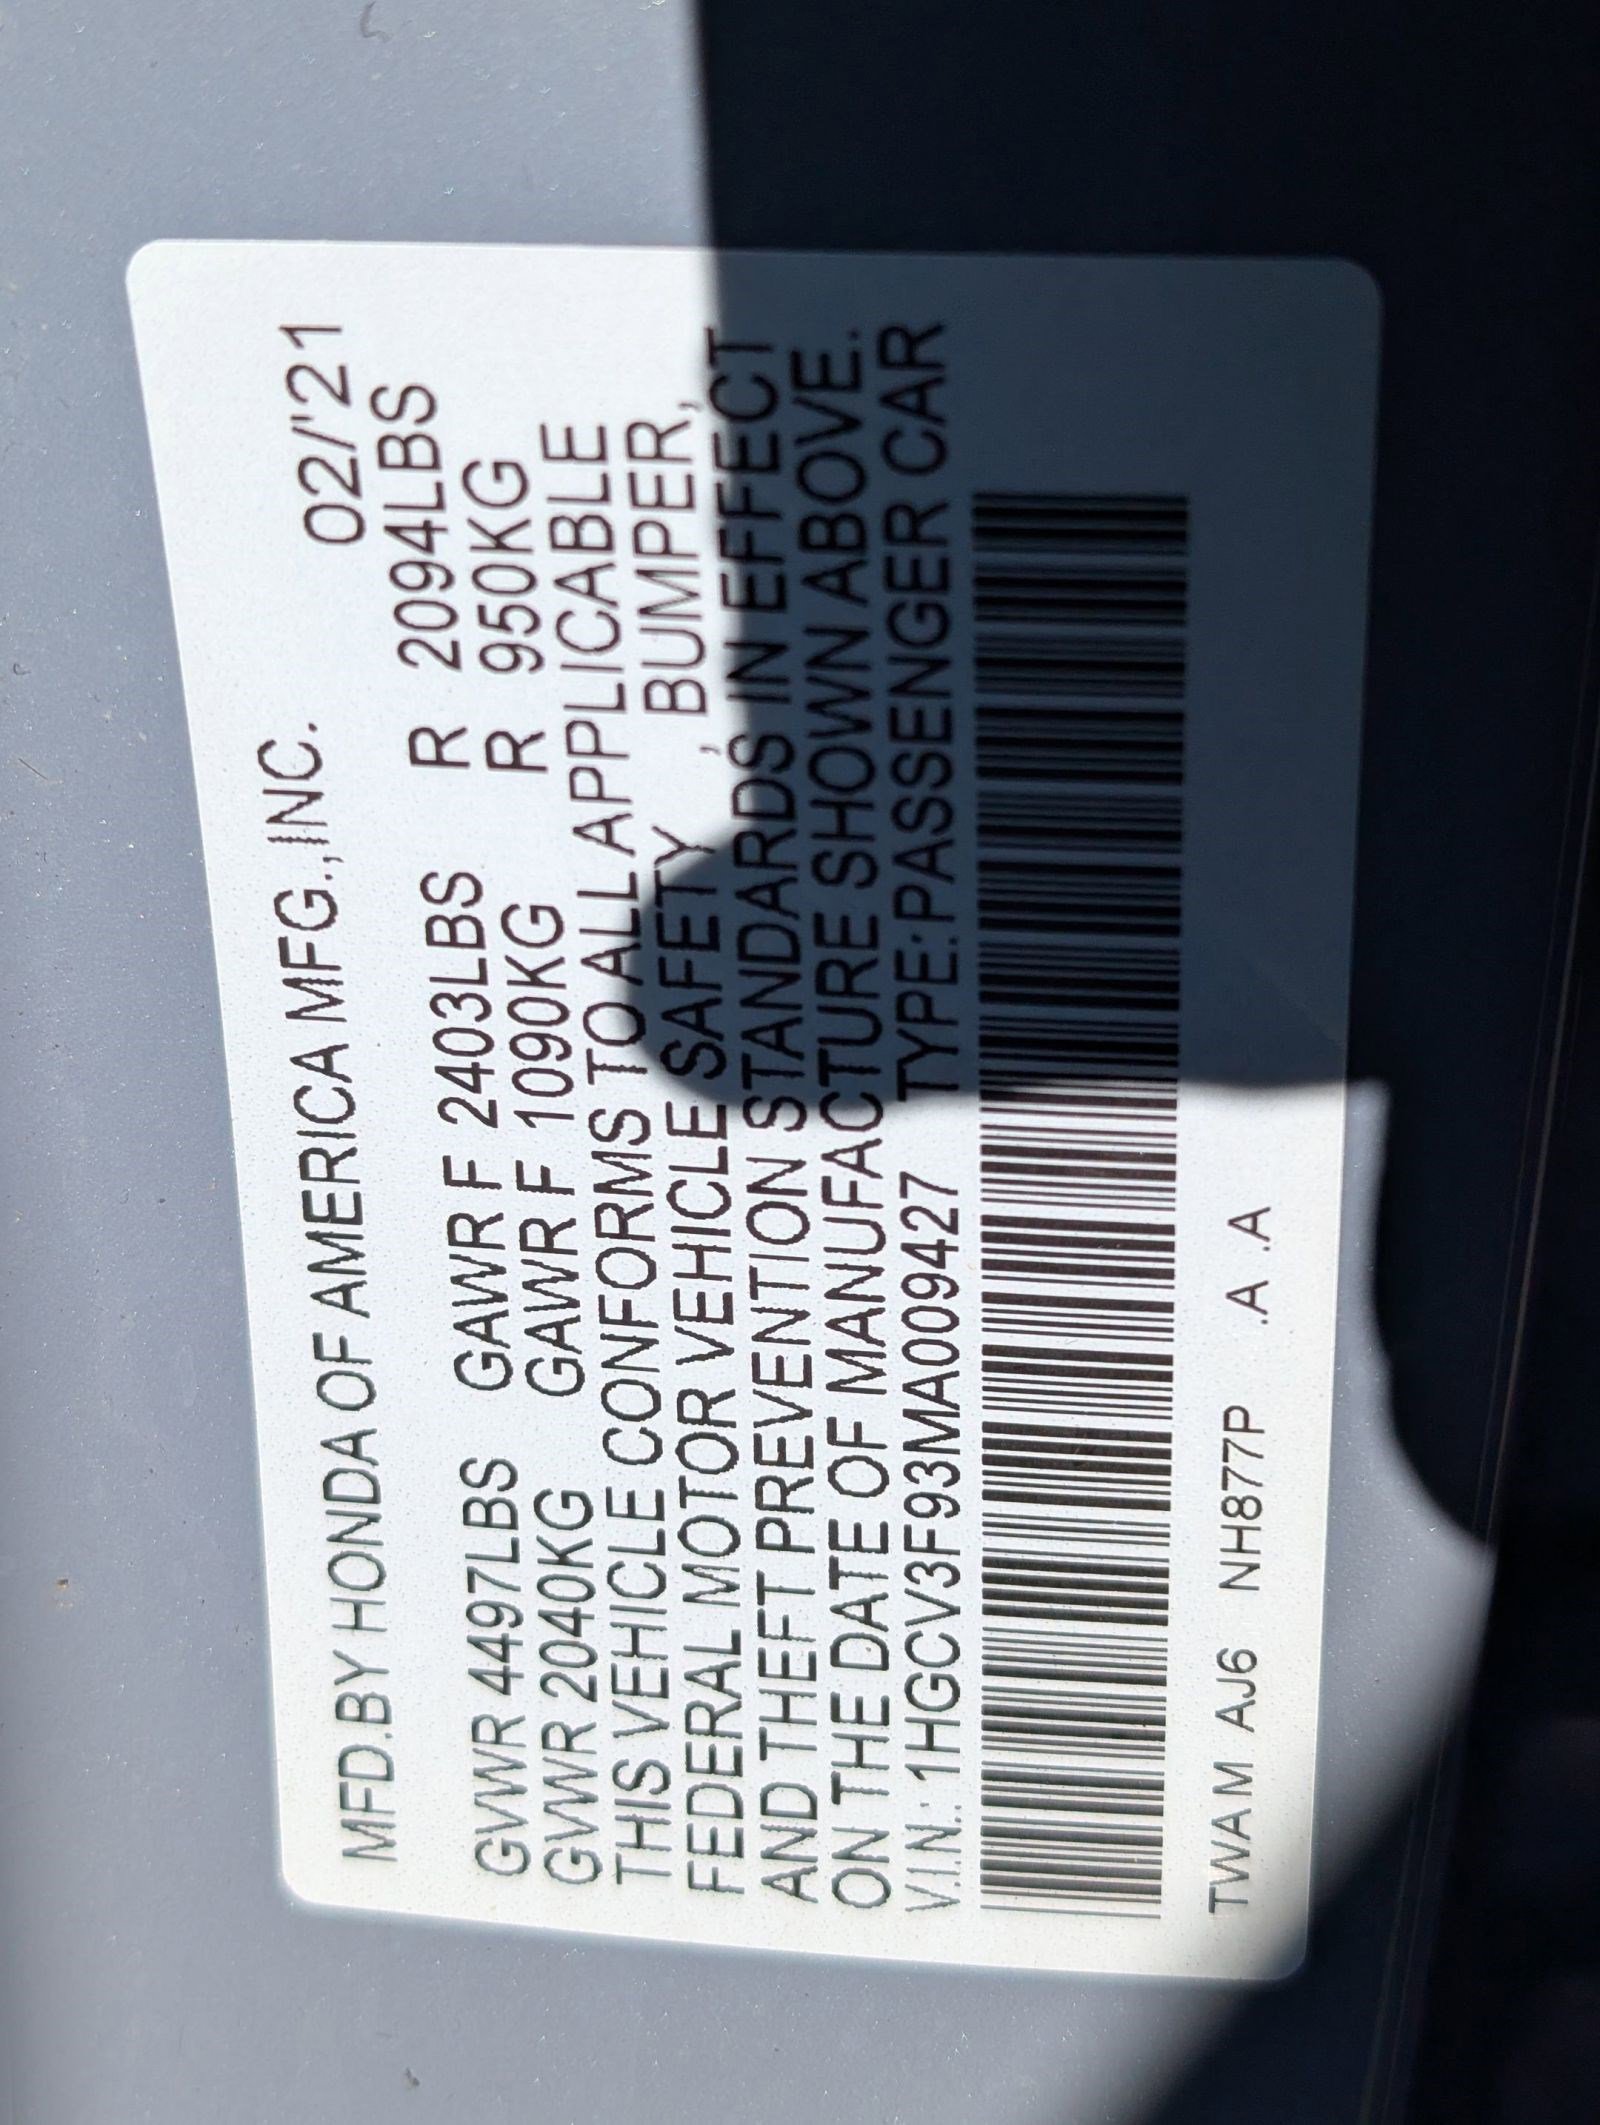 MFD.BY HONDA OF AMERICA MFG.,INC. 02/'21
GVWR 4497LBS GAWR F 2403LBS R 2094LBS
GVWR 2040KG GAWR F 1090KG R 950KG
THIS VEHICLE CONFORMS TO ALL APPLICABLE
FEDERAL MOTOR VEHICLE SAFETY , BUMPER,
AND THEFT PREVENTION STANDARDS IN EFFECT
ON THE DATE OF MANUFACTURE SHOWN ABOVE.
V.I.N.: 1HGCV3F93MA009427 TYPE:PASSENGER CAR
TWAM AJ6 NH877P .A .A